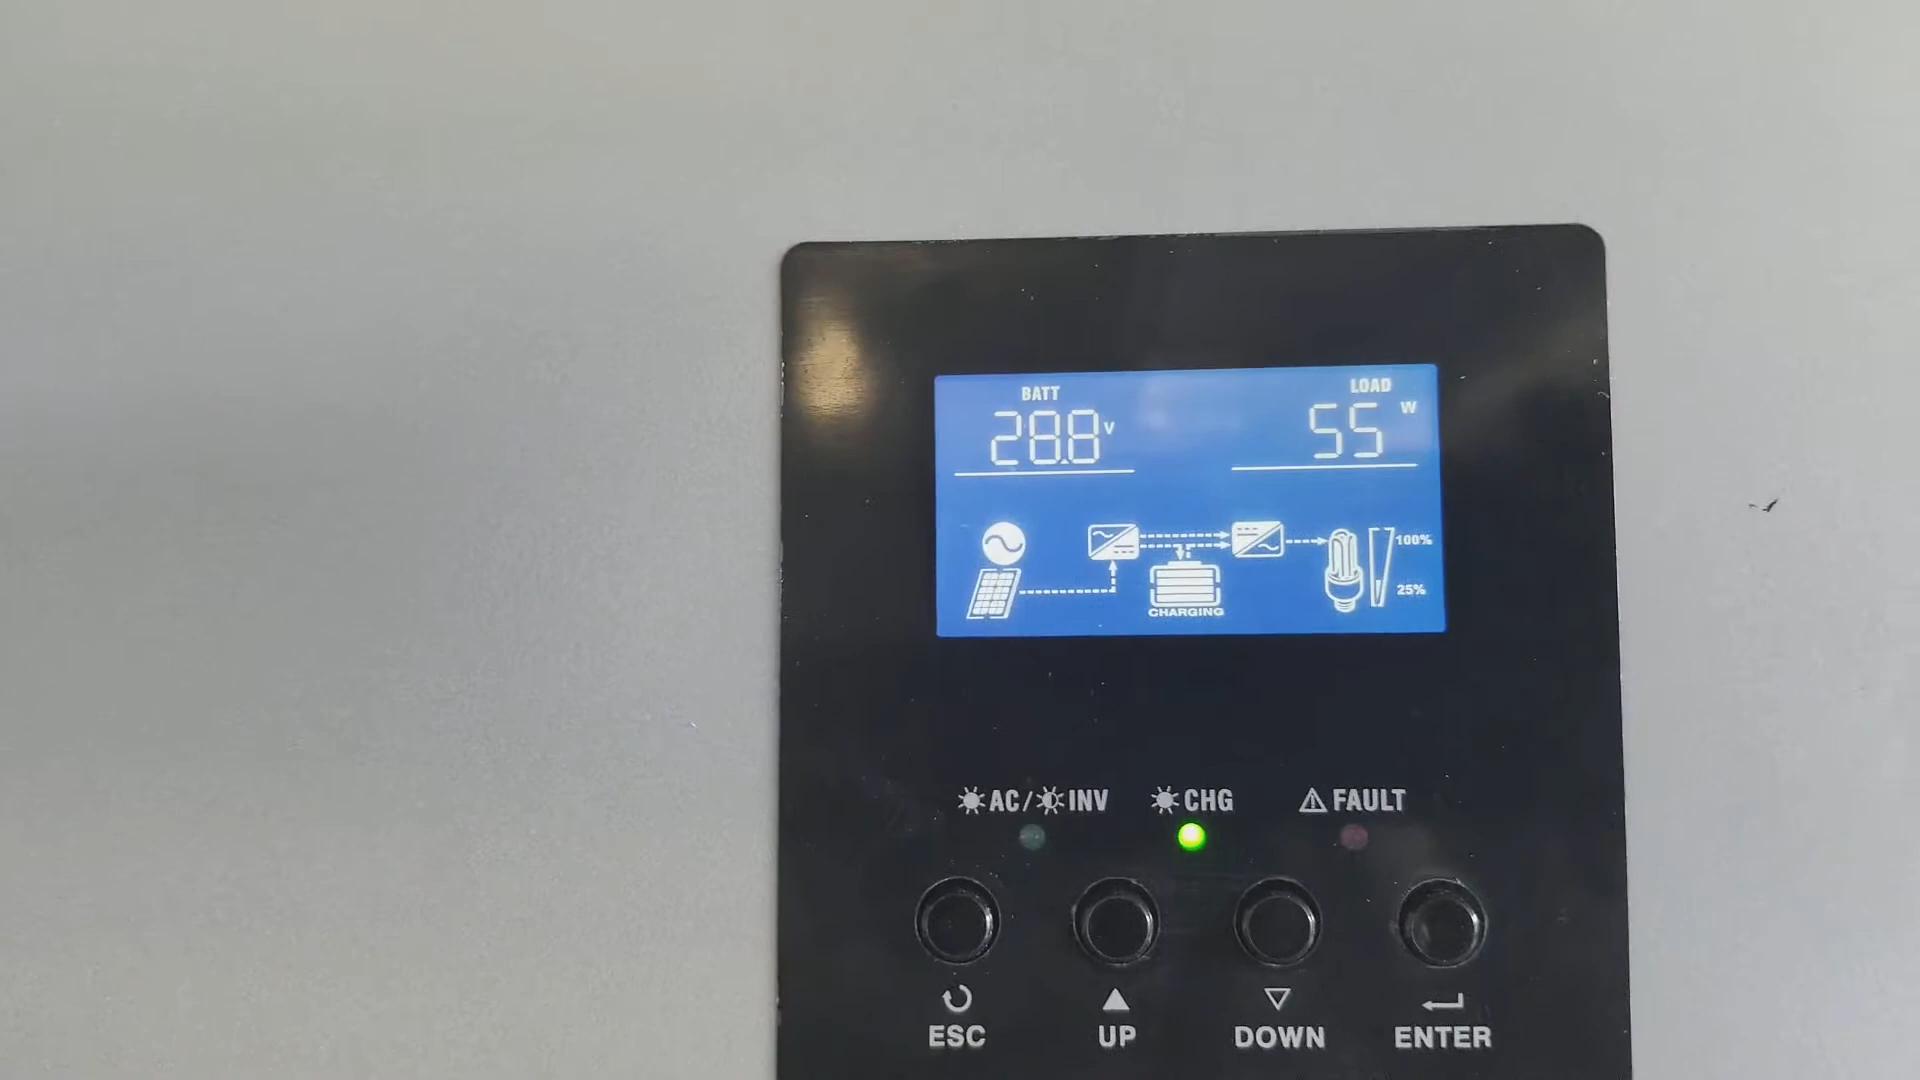 BATT
28.8 V
LOAD
55 W
100%
25%
CHARGING
AC/ INV
CHG
FAULT
ESC
UP
DOWN
ENTER